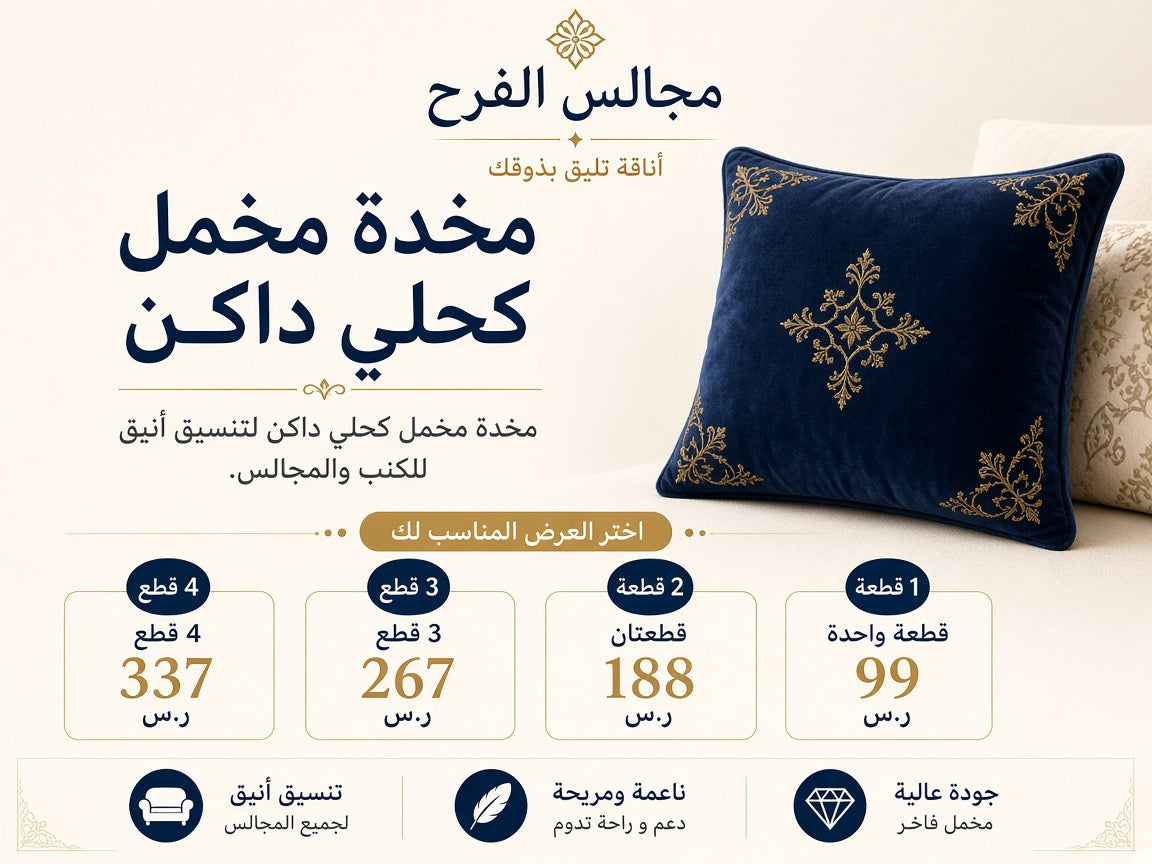 مجالس الفرح
أناقة تليق بذوقك
مخدة مخمل
كحلي داكن
مخدة مخمل كحلي داكن لتنسيق أنيق
للكنب والمجالس.
اختر العرض المناسب لك
1 قطعة
قطعة واحدة
99
ر.س
2 قطعة
قطعتان
188
ر.س
3 قطع
3 قطع
267
ر.س
4 قطع
4 قطع
337
ر.س
جودة عالية
مخمل فاخر
ناعمة ومريحة
دعم و راحة تدوم
تنسيق أنيق
لجميع المجالس